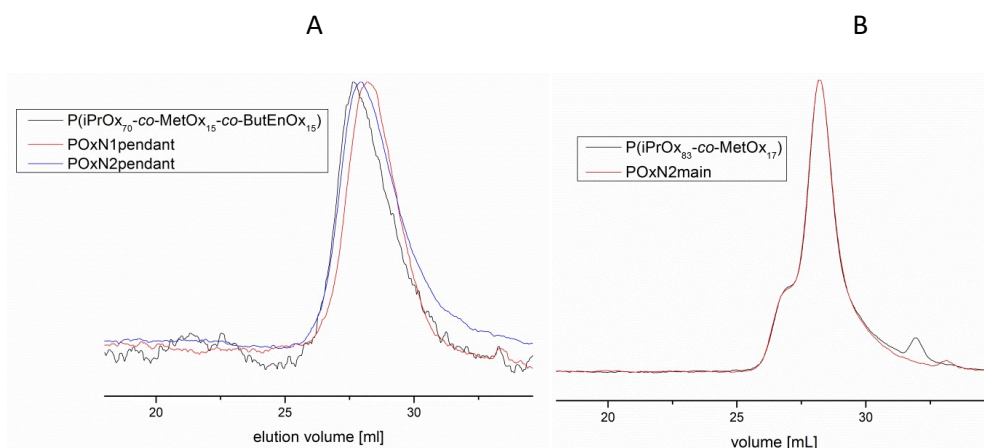 A
B
P(iPrOx70-co-MetOx15-co-ButEnOx15)
POxN1pendant
POxN2pendant
20
25
30
elution volume [ml]
P(iPrOx83-co-MetOx17)
POxN2main
20
25
30
volume [mL]